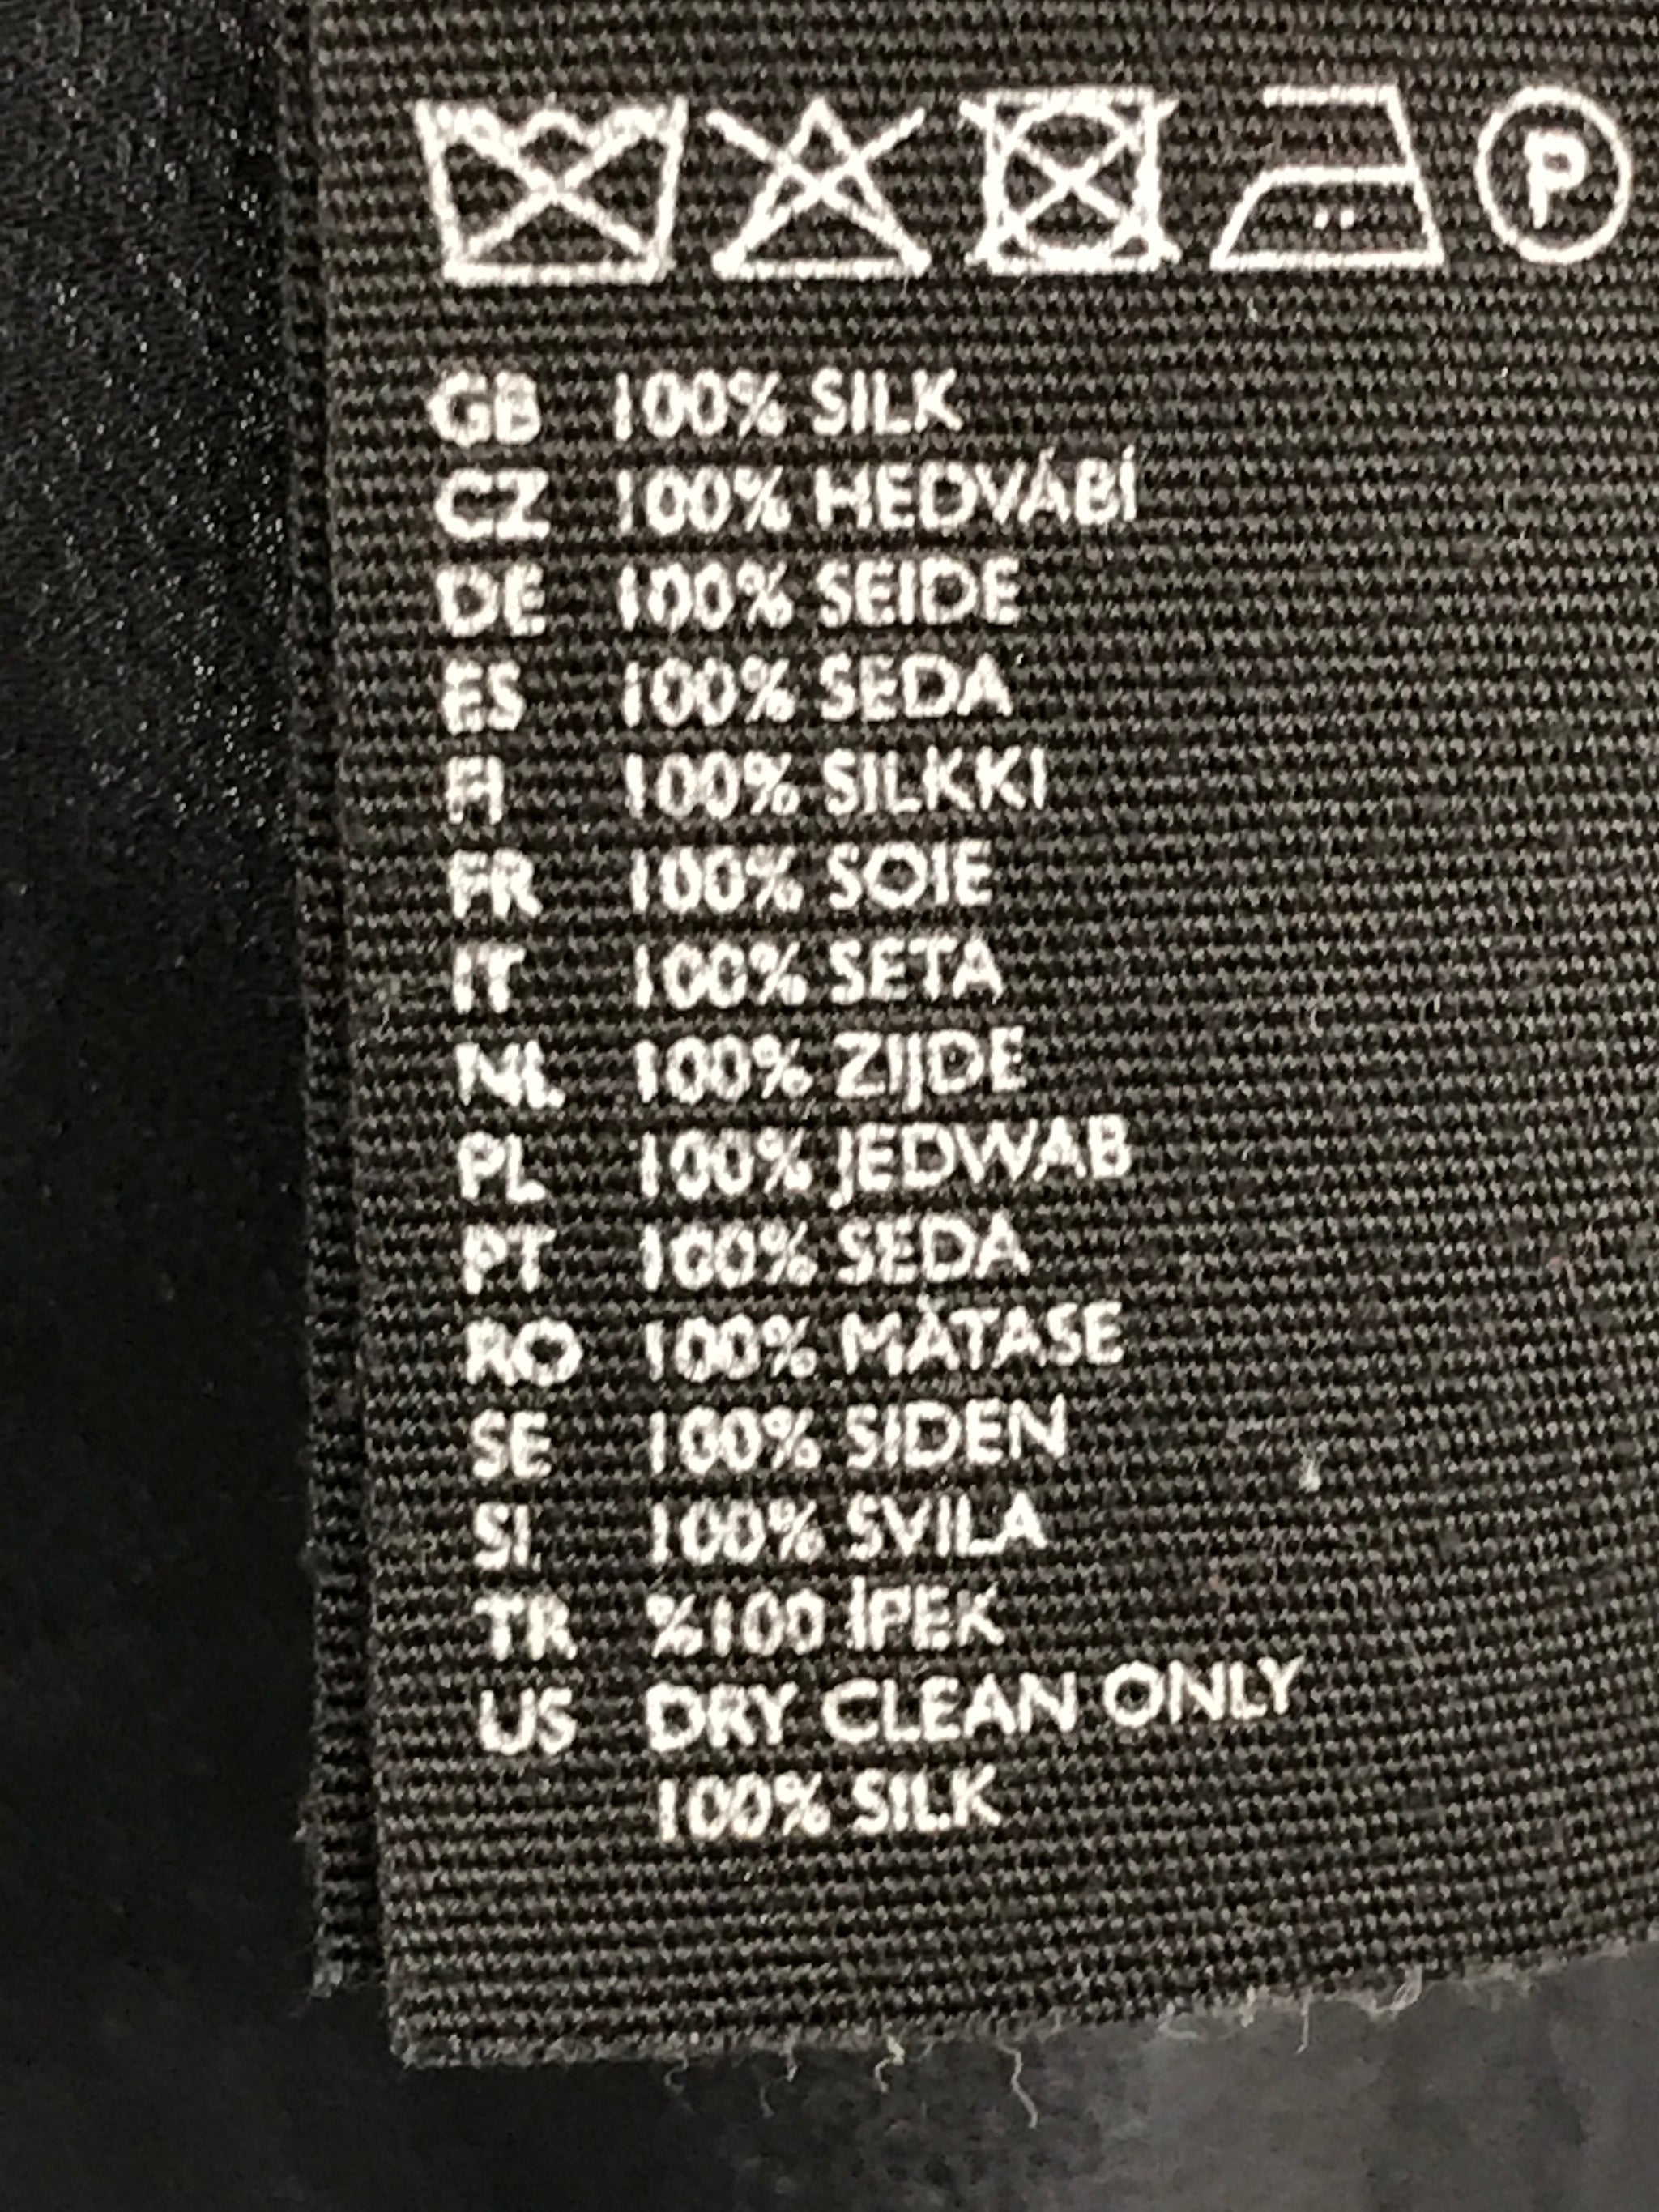 P
GB 100% SILK
CZ 100% HEDVÁBÍ
DE 100% SEIDE
ES 100% SEDA
FI 100% SILKKI
FR 100% SOIE
IT 100% SETA
NL 100% ZIJDE
PL 100% JEDWAB
PT 100% SEDA
RO 100% MÀTASE
SE 100% SIDEN
SI 100% SVILA
TR %100 İPEK
US DRY CLEAN ONLY
100% SILK